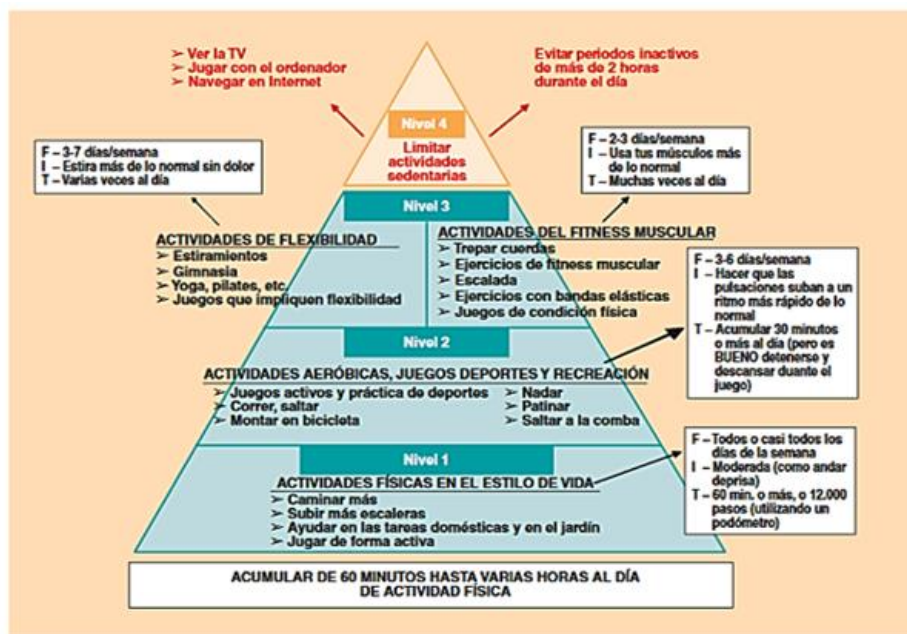 ➢ Ver la TV
➢ Jugar con el ordenador
➢ Navegar en Internet
Evitar periodos inactivos
de más de 2 horas
durante el día
Nivel 4
Limitar
actividades
sedentarias
F – 3-7 días/semana
I – Estira más de lo normal sin dolor
T – Varias veces al día
F – 2-3 días/semana
I – Usa tus músculos más
de lo normal
T – Muchas veces al día
Nivel 3
ACTIVIDADES DE FLEXIBILIDAD
➢ Estiramientos
➢ Gimnasia
➢ Yoga, pilates, etc.
➢ Juegos que impliquen flexibilidad
ACTIVIDADES DEL FITNESS MUSCULAR
➢ Trepar cuerdas
➢ Ejercicios de fitness muscular
➢ Escalada
➢ Ejercicios con bandas elásticas
➢ Juegos de condición física
F – 3-6 días/semana
I – Hacer que las
pulsaciones suban a un
ritmo más rápido de lo
normal
T – Acumular 30 minutos
o más al día (pero es
BUENO detenerse y
descansar duante el
juego)
Nivel 2
ACTIVIDADES AERÓBICAS, JUEGOS DEPORTES Y RECREACIÓN
➢ Juegos activos y práctica de deportes
➢ Correr, saltar
➢ Montar en bicicleta
➢ Nadar
➢ Patinar
➢ Saltar a la comba
Nivel 1
ACTIVIDADES FÍSICAS EN EL ESTILO DE VIDA
➢ Caminar más
➢ Subir más escaleras
➢ Ayudar en las tareas domésticas y en el jardín
➢ Jugar de forma activa
F – Todos o casi todos los
días de la semana
I – Moderada (como andar
deprisa)
T – 60 min. o más, o 12.000
pasos (utilizando un
podómetro)
ACUMULAR DE 60 MINUTOS HASTA VARIAS HORAS AL DÍA
DE ACTIVIDAD FÍSICA